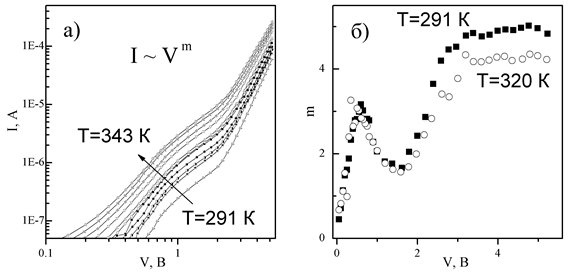 а)
I ~ V m
T=343 К
T=291 К
1E-4
1E-5
1E-6
1E-7
I, A
0.1
1
V, В
б)
T=291 К
T=320 К
4
2
0
m
0
2
4
6
V, В